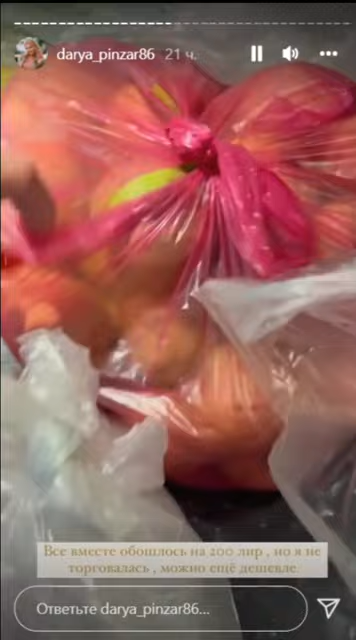 darya_pinzar86 21 ч.
Все вместе обошлось на 200 лир , но я не
торговалась , можно ещё дешевле.
Ответьте darya_pinzar86...